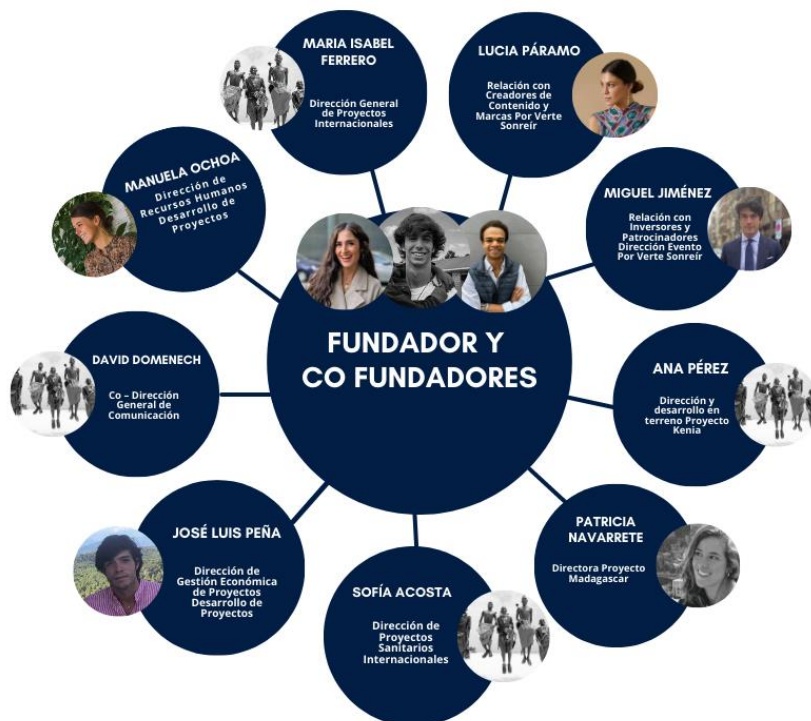 MARIA ISABEL
FERRERO
Dirección General
de Proyectos
Internacionales
LUCIA PÁRAMO
Relación con
Creadores de
Contenido y
Marcas Por Verte
Sonreír
MANUELA OCHOA
Dirección de
Recursos Humanos
Desarrollo de
Proyectos
MIGUEL JIMÉNEZ
Relación con
Inversores y
Patrocinadores
Dirección Evento
Por Verte Sonreír
FUNDADOR Y
CO FUNDADORES
DAVID DOMENECH
Co – Dirección
General de
Comunicación
ANA PÉREZ
Dirección y
desarrollo en
terreno Proyecto
Kenia
JOSÉ LUIS PEÑA
Dirección de
Gestión Económica
de Proyectos
Desarrollo de
Proyectos
SOFÍA ACOSTA
Dirección de
Proyectos
Sanitarios
Internacionales
PATRICIA
NAVARRETE
Directora Proyecto
Madagascar